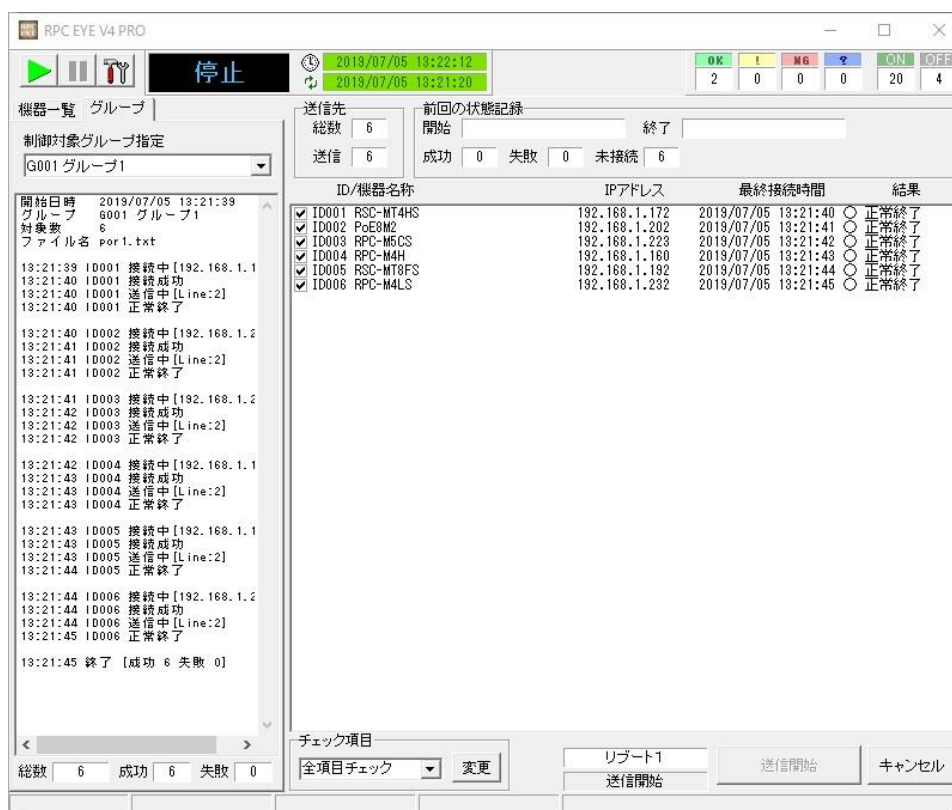 RPC EYE V4 PRO
停止
2019/07/05 13:22:12
2019/07/05 13:21:20
OK ! NG ? ON OFF
2 0 0 0 20 4
機器一覧 グループ
制御対象グループ指定
G001 グループ1
開始日時 2019/07/05 13:21:39
グループ G001 グループ1
対象数 6
ファイル名 por1.txt
13:21:39 ID001 接続中[192.168.1.1
13:21:40 ID001 接続成功
13:21:40 ID001 送信中[Line:2]
13:21:40 ID001 正常終了
13:21:40 ID002 接続中[192.168.1.2
13:21:41 ID002 接続成功
13:21:41 ID002 送信中[Line:2]
13:21:41 ID002 正常終了
13:21:41 ID003 接続中[192.168.1.2
13:21:42 ID003 接続成功
13:21:42 ID003 送信中[Line:2]
13:21:42 ID003 正常終了
13:21:42 ID004 接続中[192.168.1.1
13:21:43 ID004 接続成功
13:21:43 ID004 送信中[Line:2]
13:21:43 ID004 正常終了
13:21:43 ID005 接続中[192.168.1.1
13:21:43 ID005 接続成功
13:21:43 ID005 送信中[Line:2]
13:21:44 ID005 正常終了
13:21:44 ID006 接続中[192.168.1.2
13:21:44 ID006 接続成功
13:21:44 ID006 送信中[Line:2]
13:21:45 ID006 正常終了
13:21:45 終了 [成功 6 失敗 0]
総数 6 成功 6 失敗 0
送信先
総数 6
送信 6
前回の状態記録
開始 終了
成功 0 失敗 0 未接続 6
ID/機器名称 IPアドレス 最終接続時間 結果
ID001 RSC-MT4HS 192.168.1.172 2019/07/05 13:21:40 ○ 正常終了
ID002 PoE8M2 192.168.1.202 2019/07/05 13:21:41 ○ 正常終了
ID003 RPC-M5CS 192.168.1.223 2019/07/05 13:21:42 ○ 正常終了
ID004 RPC-M4H 192.168.1.160 2019/07/05 13:21:43 ○ 正常終了
ID005 RSC-MT8FS 192.168.1.192 2019/07/05 13:21:44 ○ 正常終了
ID006 RPC-M4LS 192.168.1.232 2019/07/05 13:21:45 ○ 正常終了
チェック項目
全項目チェック 変更
リブート1
送信開始
送信開始
キャンセル